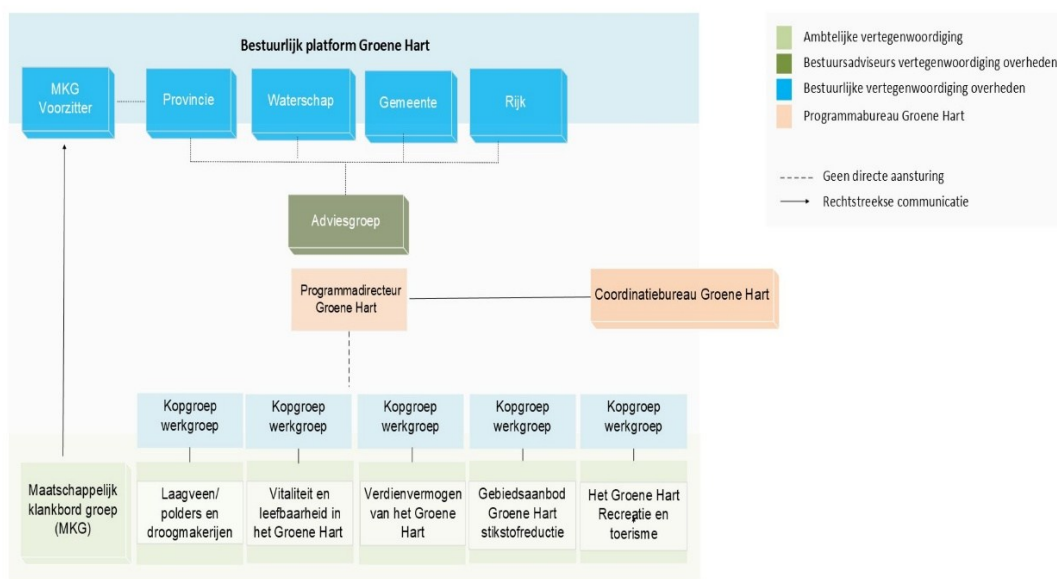 Bestuurlijk platform Groene Hart
MKG
Voorzitter
Provincie
Waterschap
Gemeente
Rijk
Adviesgroep
Programmadirecteur
Groene Hart
Coordinatiebureau Groene Hart
Kopgroep
werkgroep
Kopgroep
werkgroep
Kopgroep
werkgroep
Kopgroep
werkgroep
Kopgroep
werkgroep
Maatschappelijk
klankbord groep
(MKG)
Laagveen/
polders en
droogmakerijen
Vitaliteit en
leefbaarheid in
het Groene Hart
Verdienvermogen
van het Groene
Hart
Gebiedsaanbod
Groene Hart
stikstofreductie
Het Groene Hart
Recreatie en
toerisme
Ambtelijke vertegenwoordiging
Bestuursadviseurs vertegenwoordiging overheden
Bestuurlijke vertegenwoordiging overheden
Programmabureau Groene Hart
Geen directe aansturing
Rechtstreekse communicatie